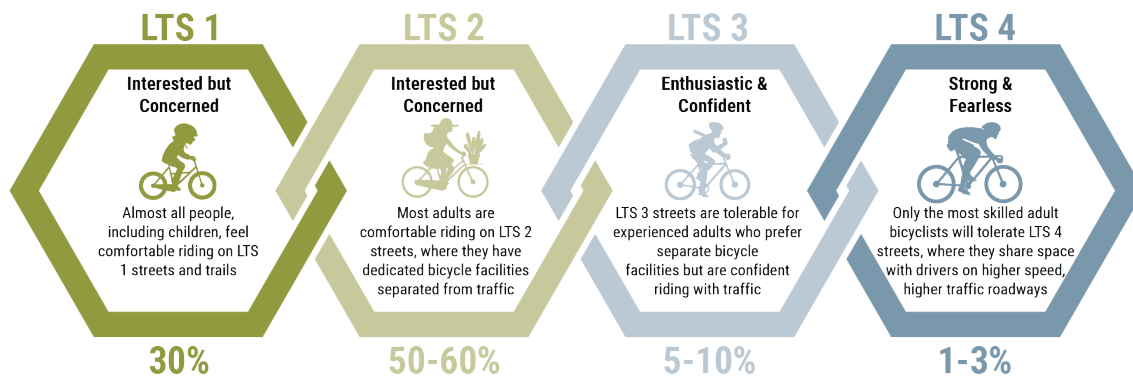 LTS 1
Interested but
Concerned
Almost all people,
including children, feel
comfortable riding on LTS
1 streets and trails
30%
LTS 2
Interested but
Concerned
Most adults are
comfortable riding on LTS 2
streets, where they have
dedicated bicycle facilities
separated from traffic
50-60%
LTS 3
Enthusiastic &
Confident
LTS 3 streets are tolerable for
experienced adults who prefer
separate bicycle
facilities but are confident
riding with traffic
5-10%
LTS 4
Strong &
Fearless
Only the most skilled adult
bicyclists will tolerate LTS 4
streets, where they share space
with drivers on higher speed,
higher traffic roadways
1-3%